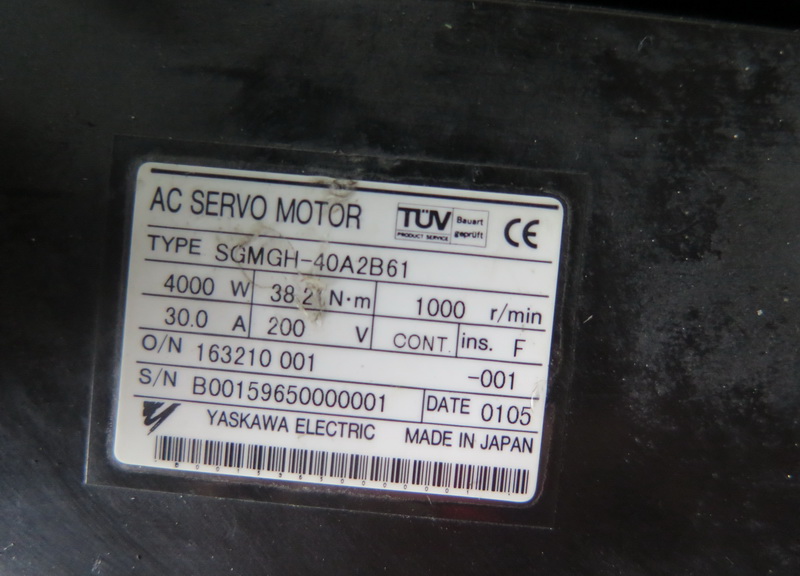 AC SERVO MOTOR TÜV PRODUCT SERVICE Bauart geprüft CE
TYPE SGMGH-40A2B61
4000 W 38.2 N·m 1000 r/min
30.0 A 200 V CONT. ins. F
O/N 163210 001 -001
S/N B00159650000001 DATE 0105
YASKAWA ELECTRIC MADE IN JAPAN